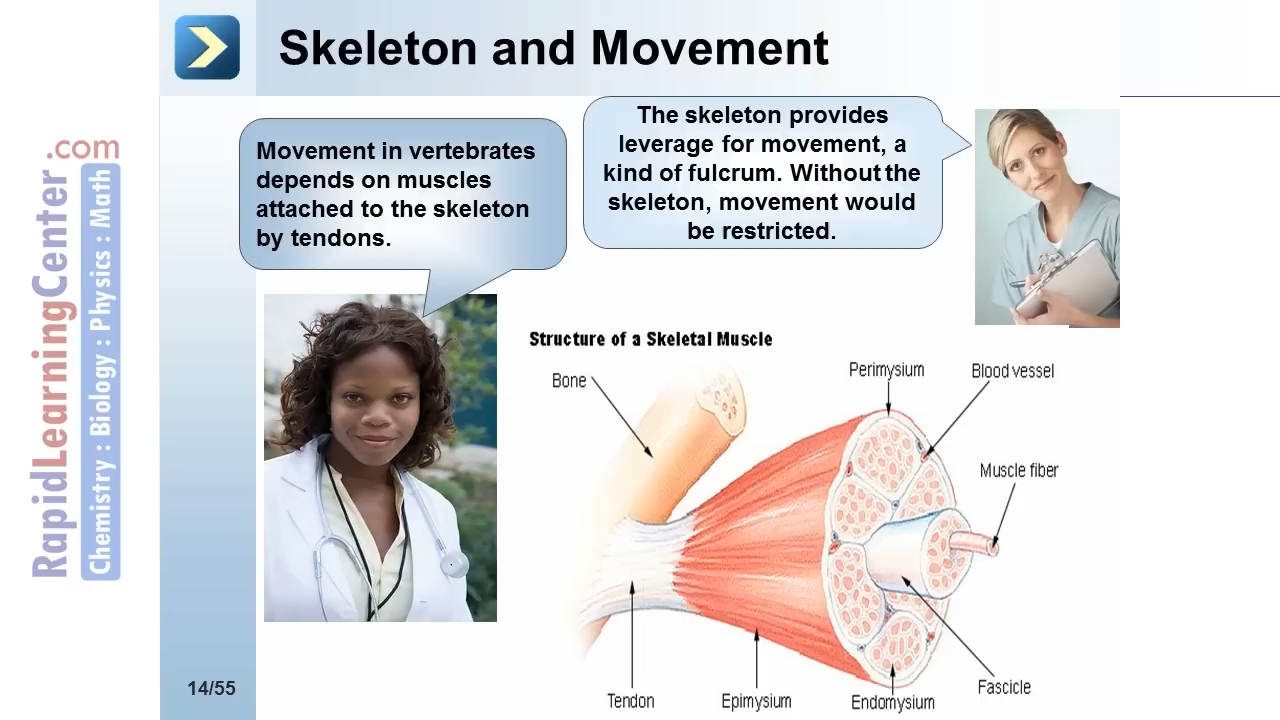 Skeleton and Movement
Movement in vertebrates
depends on muscles
attached to the skeleton
by tendons.
The skeleton provides
leverage for movement, a
kind of fulcrum. Without the
skeleton, movement would
be restricted.
RapidLearningCenter.com
Chemistry : Biology : Physics : Math
Structure of a Skeletal Muscle
Bone
Perimysium
Blood vessel
Muscle fiber
Tendon
Epimysium
Endomysium
Fascicle
14/55